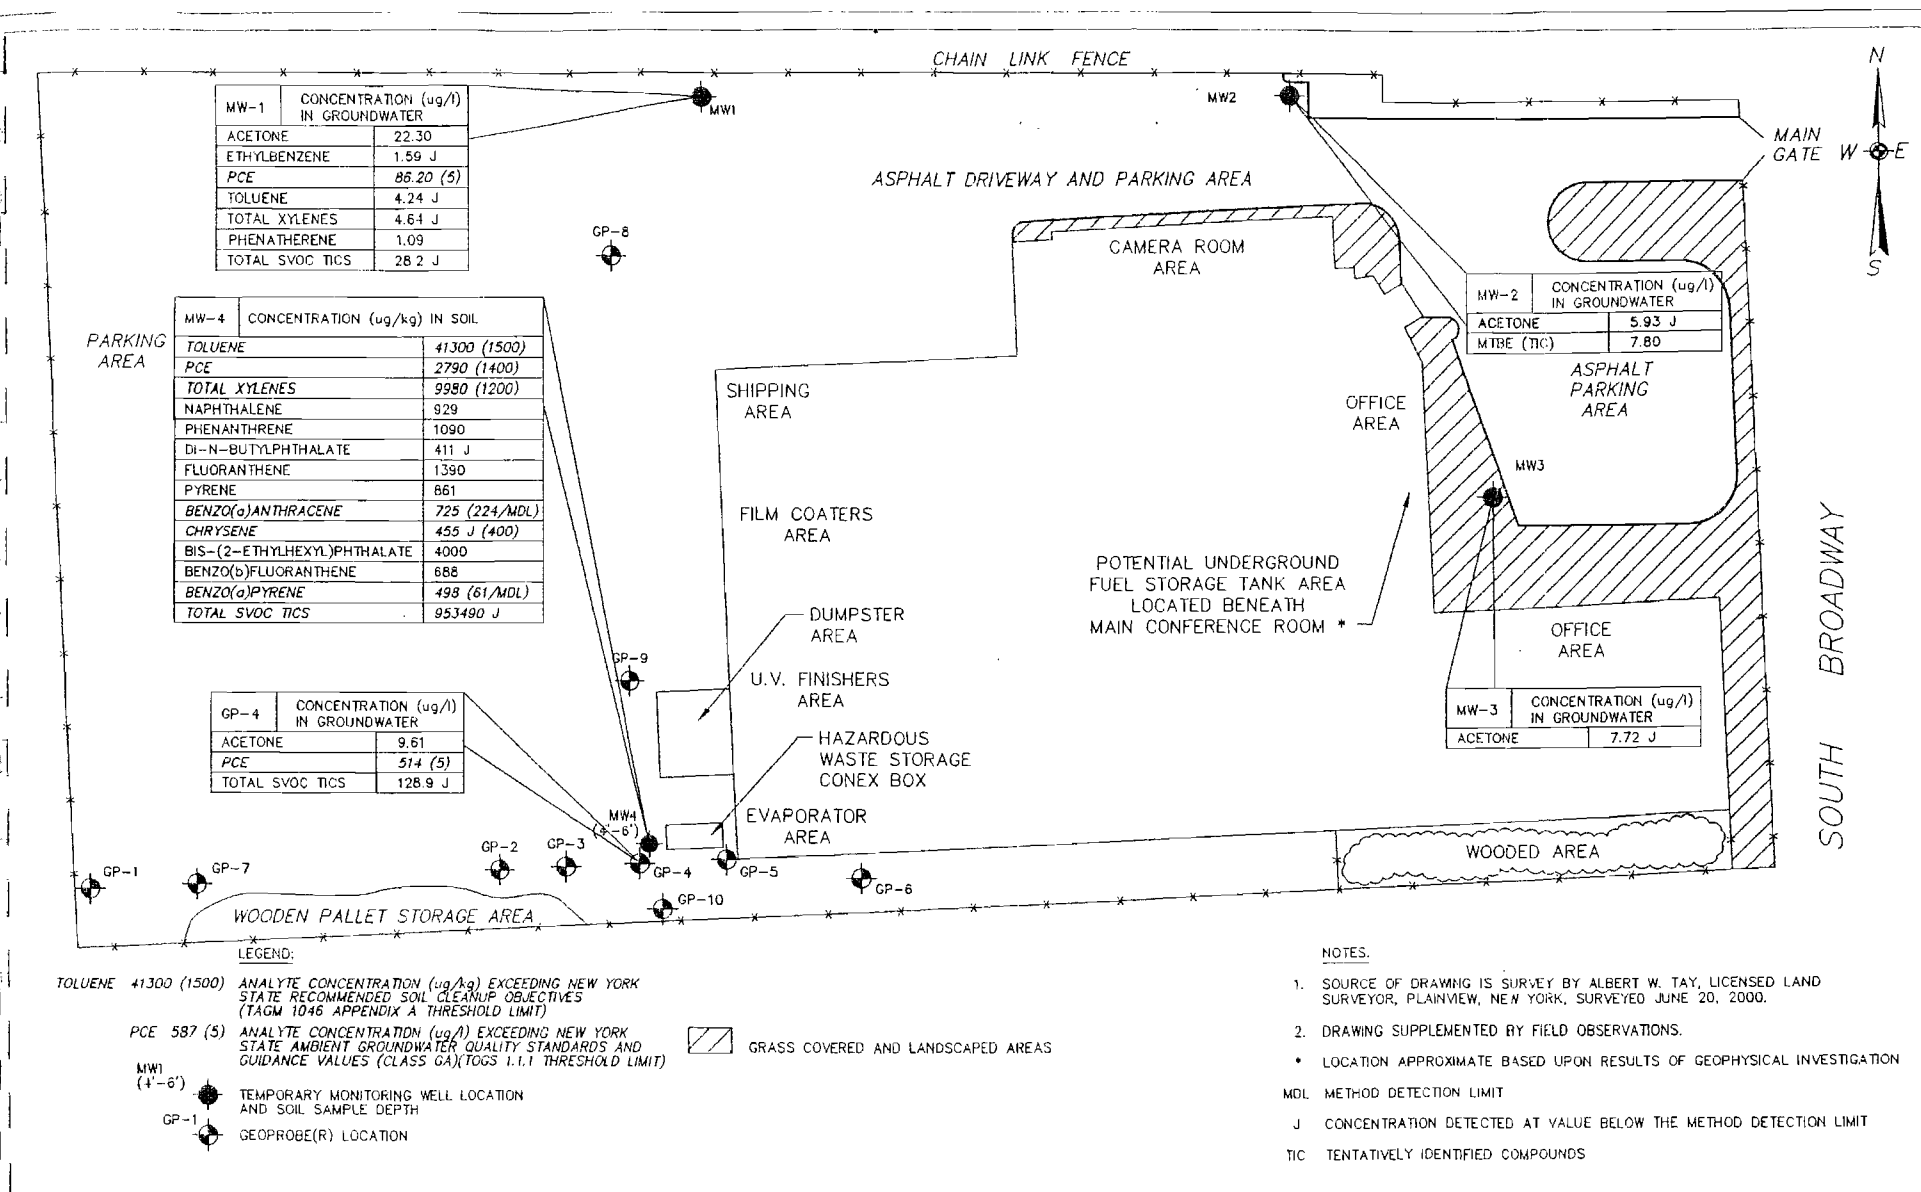 CHAIN LINK FENCE
N
W E
S
MAIN
GATE
MW-1 CONCENTRATION (ug/l)
IN GROUNDWATER
ACETONE 22.30
ETHYLBENZENE 1.59 J
PCE 86.20 (5)
TOLUENE 4.24 J
TOTAL XYLENES 4.64 J
PHENATHERENE 1.09
TOTAL SVOC TICS 28.2 J
MW1
MW2
ASPHALT DRIVEWAY AND PARKING AREA
GP-8
CAMERA ROOM
AREA
MW-2 CONCENTRATION (ug/l)
IN GROUNDWATER
ACETONE 5.93 J
MTBE (TIC) 7.80
ASPHALT
PARKING
AREA
PARKING
AREA
MW-4 CONCENTRATION (ug/kg) IN SOIL
TOLUENE 41300 (1500)
PCE 2790 (1400)
TOTAL XYLENES 9980 (1200)
NAPHTHALENE 929
PHENANTHRENE 1090
DI-N-BUTYLPHTHALATE 411 J
FLUORANTHENE 1390
PYRENE 861
BENZO(a)ANTHRACENE 725 (224/MDL)
CHRYSENE 455 J (400)
BIS-(2-ETHYLHEXYL)PHTHALATE 4000
BENZO(b)FLUORANTHENE 688
BENZO(a)PYRENE 498 (61/MDL)
TOTAL SVOC TICS 953490 J
SHIPPING
AREA
OFFICE
AREA
MW3
FILM COATERS
AREA
POTENTIAL UNDERGROUND
FUEL STORAGE TANK AREA
LOCATED BENEATH
MAIN CONFERENCE ROOM *
DUMPSTER
AREA
OFFICE
AREA
SOUTH BROADWAY
GP-9
U.V. FINISHERS
AREA
GP-4 CONCENTRATION (ug/l)
IN GROUNDWATER
ACETONE 9.61
PCE 514 (5)
TOTAL SVOC TICS 128.9 J
MW-3 CONCENTRATION (ug/l)
IN GROUNDWATER
ACETONE 7.72 J
HAZARDOUS
WASTE STORAGE
CONEX BOX
MW4
(4'-6')
EVAPORATOR
AREA
WOODED AREA
GP-1
GP-7
GP-2
GP-3
GP-4
GP-5
GP-6
GP-10
WOODEN PALLET STORAGE AREA
LEGEND:
TOLUENE 41300 (1500) ANALYTE CONCENTRATION (ug/kg) EXCEEDING NEW YORK
STATE RECOMMENDED SOIL CLEANUP OBJECTIVES
(TAGM 1046 APPENDIX A THRESHOLD LIMIT)
PCE 587 (5) ANALYTE CONCENTRATION (ug/l) EXCEEDING NEW YORK
STATE AMBIENT GROUNDWATER QUALITY STANDARDS AND
GUIDANCE VALUES (CLASS GA)(TOGS 1.1.1 THRESHOLD LIMIT)
MW1
(4'-6')
TEMPORARY MONITORING WELL LOCATION
AND SOIL SAMPLE DEPTH
GP-1
GEOPROBE(R) LOCATION
GRASS COVERED AND LANDSCAPED AREAS
NOTES.
1. SOURCE OF DRAWING IS SURVEY BY ALBERT W. TAY, LICENSED LAND
SURVEYOR, PLAINVIEW, NEW YORK, SURVEYED JUNE 20, 2000.
2. DRAWING SUPPLEMENTED BY FIELD OBSERVATIONS.
* LOCATION APPROXIMATE BASED UPON RESULTS OF GEOPHYSICAL INVESTIGATION
MDL METHOD DETECTION LIMIT
J CONCENTRATION DETECTED AT VALUE BELOW THE METHOD DETECTION LIMIT
TIC TENTATIVELY IDENTIFIED COMPOUNDS